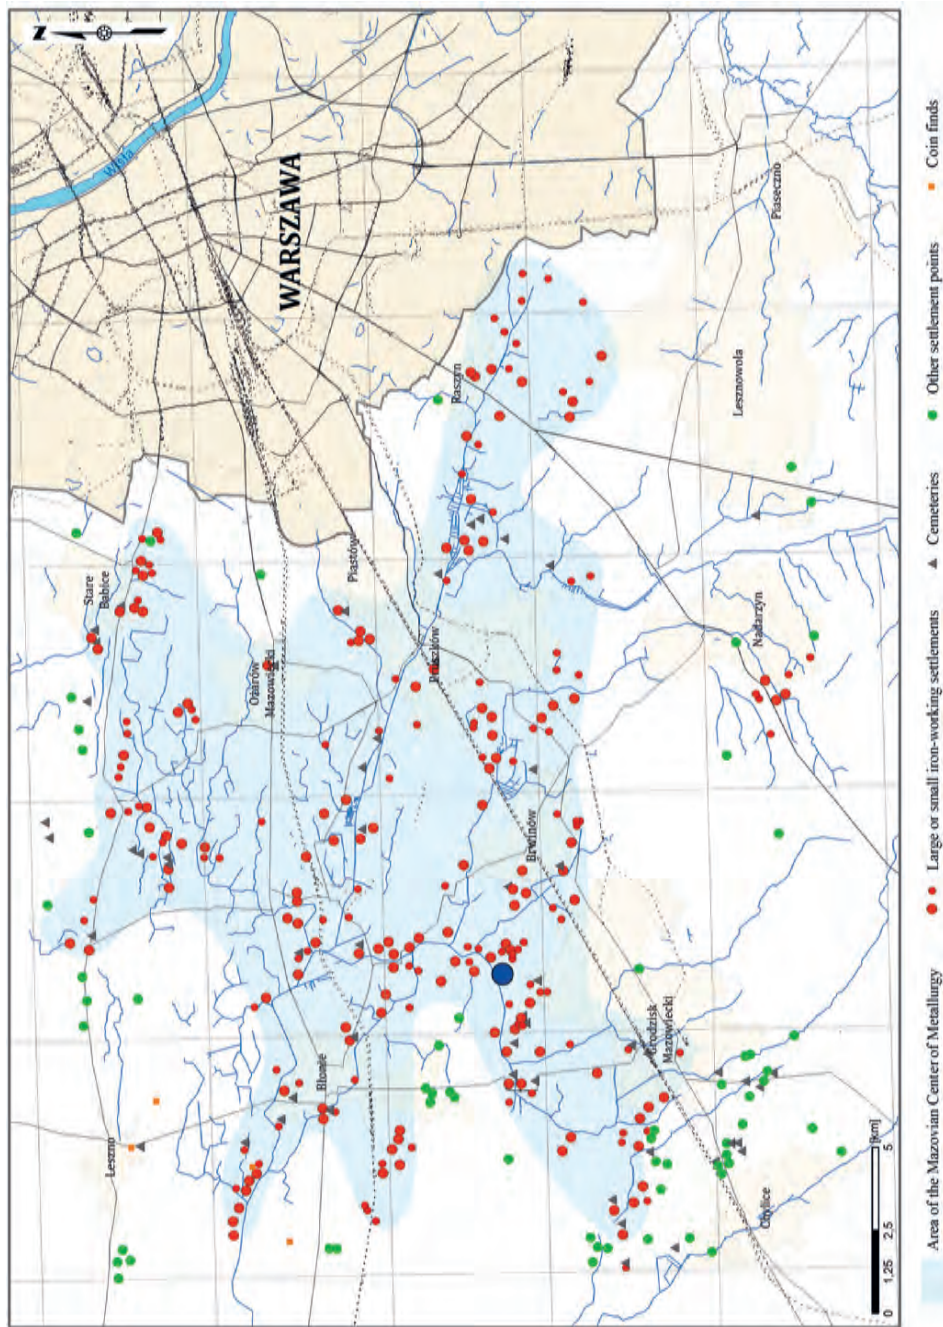 N
Wisła
WARSZAWA
Stare
Babice
Leszno
Ożarów
Mazowiecki
Piastów
Błonie
Pruszków
Raszyn
Brwinów
Grodzisk
Mazowiecki
Nadarzyn
Lesznowola
Piaseczno
0 1,25 2,5 5
[km]
Area of the Mazovian Center of Metallurgy
Large or small iron-working settlements
Cemeteries
Other settlement points
Coin finds